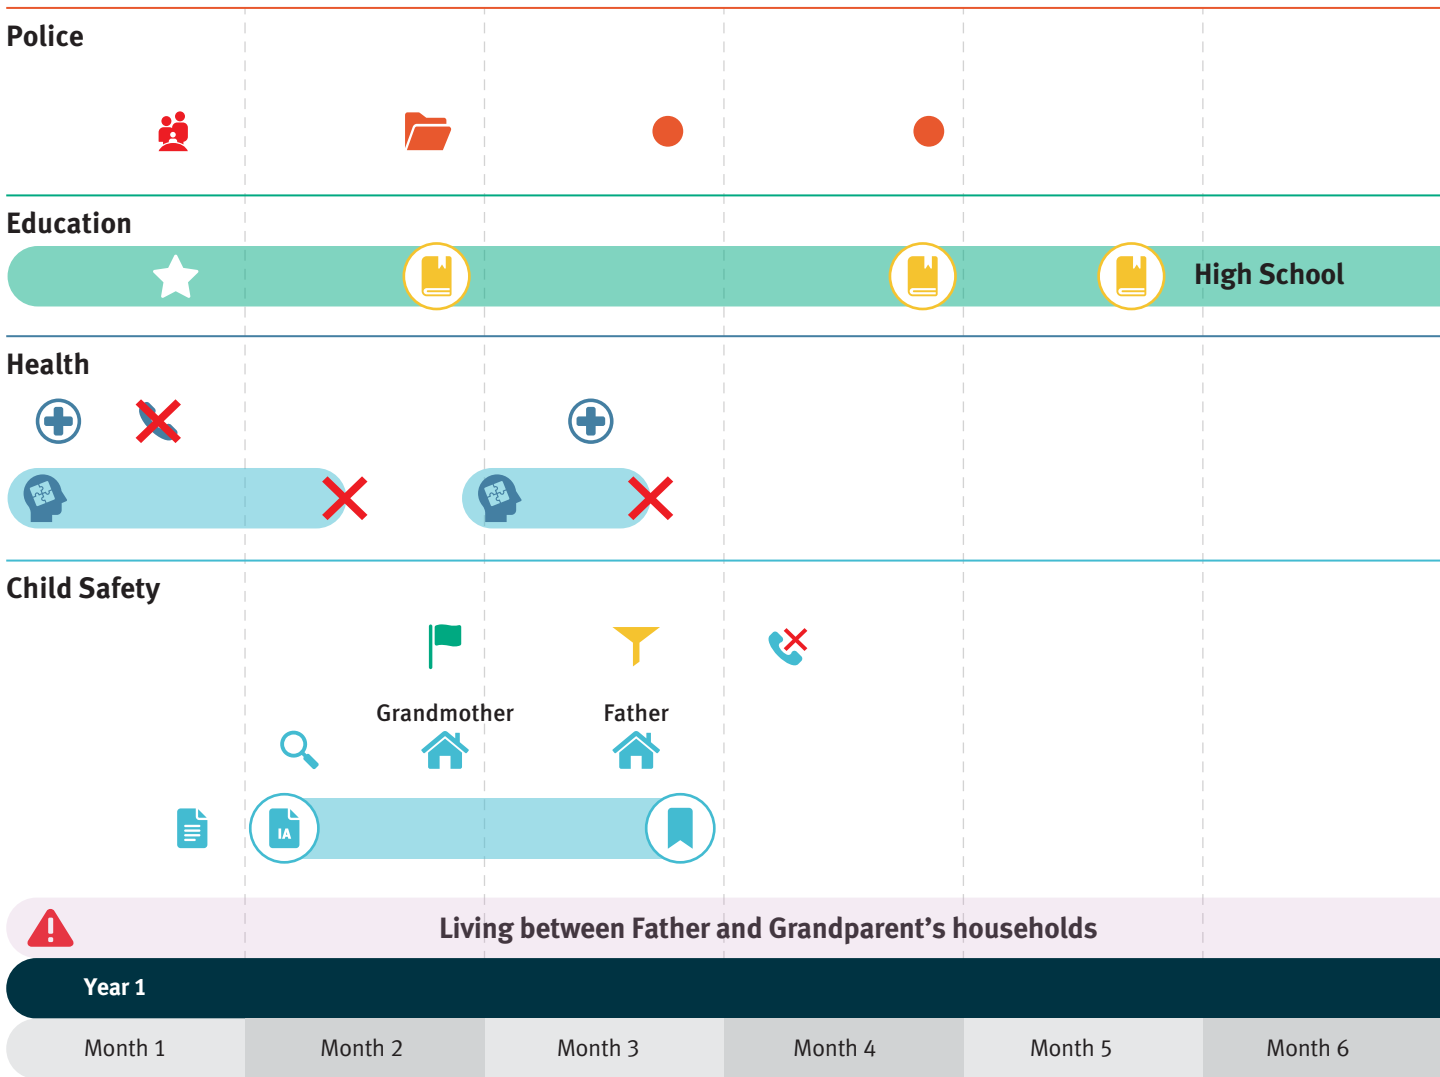 Police
Education
High School
Health
Child Safety
Grandmother
Father
IA
Living between Father and Grandparent’s households
Year 1
Month 1
Month 2
Month 3
Month 4
Month 5
Month 6